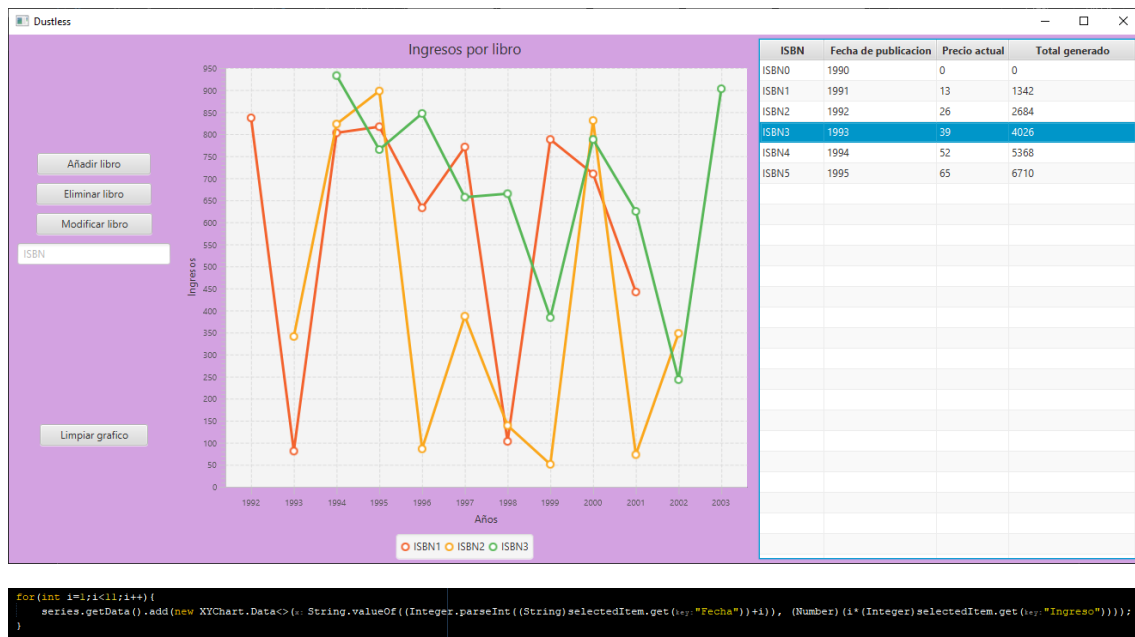 Dustless
Ingresos por libro
950
900
850
800
750
700
650
600
550
500
450
400
350
300
250
200
150
100
50
0
Ingresos
1992 1993 1994 1995 1996 1997 1998 1999 2000 2001 2002 2003
Años
ISBN1 ISBN2 ISBN3
Añadir libro
Eliminar libro
Modificar libro
ISBN
Limpiar grafico
ISBN Fecha de publicacion Precio actual Total generado
ISBN0 1990 0 0
ISBN1 1991 13 1342
ISBN2 1992 26 2684
ISBN3 1993 39 4026
ISBN4 1994 52 5368
ISBN5 1995 65 6710
for(int i=1;i<11;i++){
series.getData().add(new XYChart.Data<>(x: String.valueOf((Integer.parseInt((String)selectedItem.get(key:"Fecha"))+i)), (Number)(i*(Integer)selectedItem.get(key:"Ingreso"))));
}